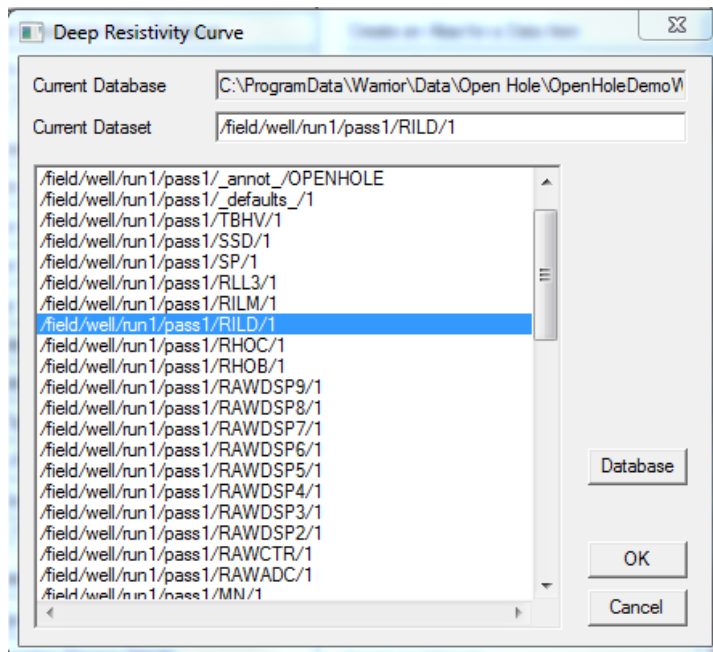 Deep Resistivity Curve
Current Database
C:\ProgramData\Warrior\Data\Open Hole\OpenHoleDemoW
Current Dataset
/field/well/run1/pass1/RILD/1
/field/well/run1/pass1/_annot_/OPENHOLE
/field/well/run1/pass1/_defaults_/1
/field/well/run1/pass1/TBHV/1
/field/well/run1/pass1/SSD/1
/field/well/run1/pass1/SP/1
/field/well/run1/pass1/RLL3/1
/field/well/run1/pass1/RILM/1
/field/well/run1/pass1/RILD/1
/field/well/run1/pass1/RHOC/1
/field/well/run1/pass1/RHOB/1
/field/well/run1/pass1/RAWDSP9/1
/field/well/run1/pass1/RAWDSP8/1
/field/well/run1/pass1/RAWDSP7/1
/field/well/run1/pass1/RAWDSP6/1
/field/well/run1/pass1/RAWDSP5/1
/field/well/run1/pass1/RAWDSP4/1
/field/well/run1/pass1/RAWDSP3/1
/field/well/run1/pass1/RAWDSP2/1
/field/well/run1/pass1/RAWCTR/1
/field/well/run1/pass1/RAWADC/1
/field/well/run1/pass1/MN/1
Database
OK
Cancel